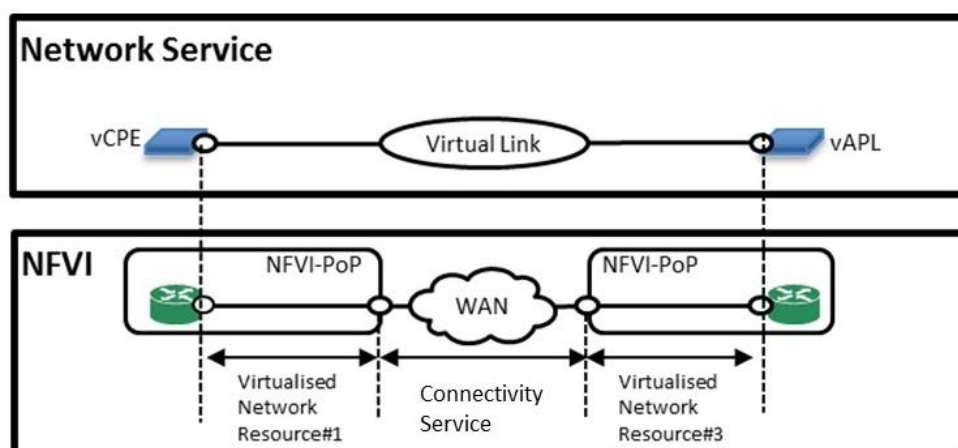 Network Service
vCPE
Virtual Link
vAPL
NFVI
NFVI-PoP
WAN
NFVI-PoP
Virtualised
Network
Resource#1
Connectivity
Service
Virtualised
Network
Resource#3